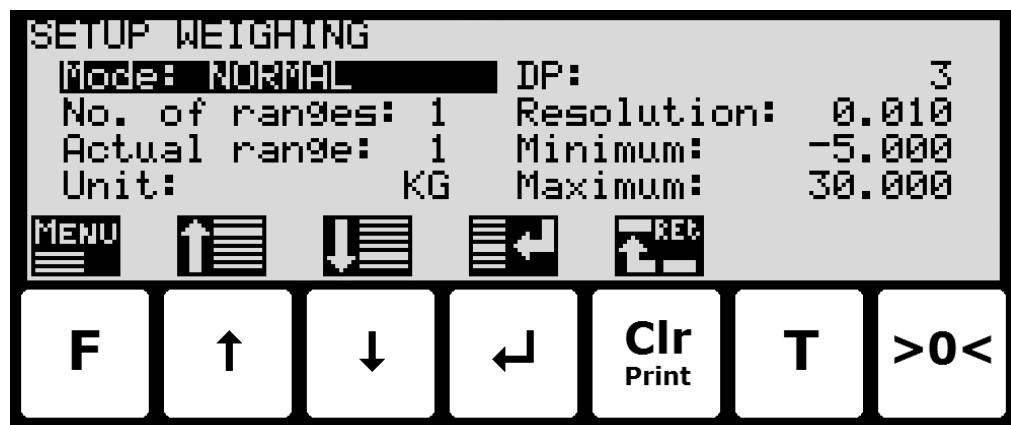 SETUP WEIGHING
Mode: NORMAL DP: 3
No. of ranges: 1 Resolution: 0.010
Actual range: 1 Minimum: -5.000
Unit: KG Maximum: 30.000
MENU REt
F ↑ ↓ ↵ Clr T >0<
Print